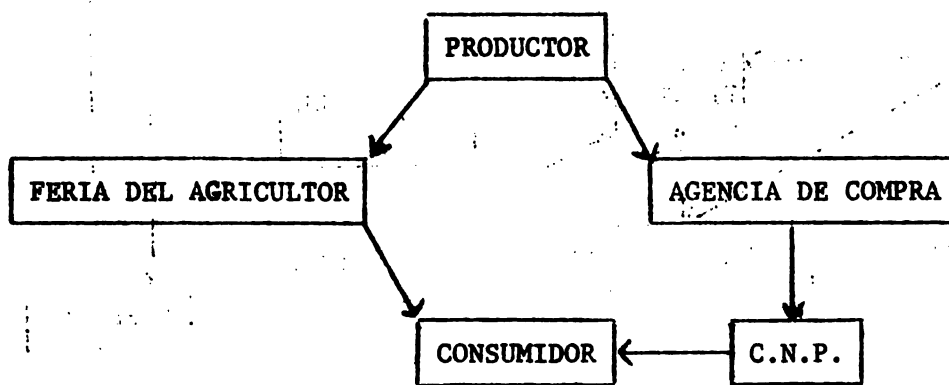 PRODUCTOR
FERIA DEL AGRICULTOR
AGENCIA DE COMPRA
CONSUMIDOR
C.N.P.